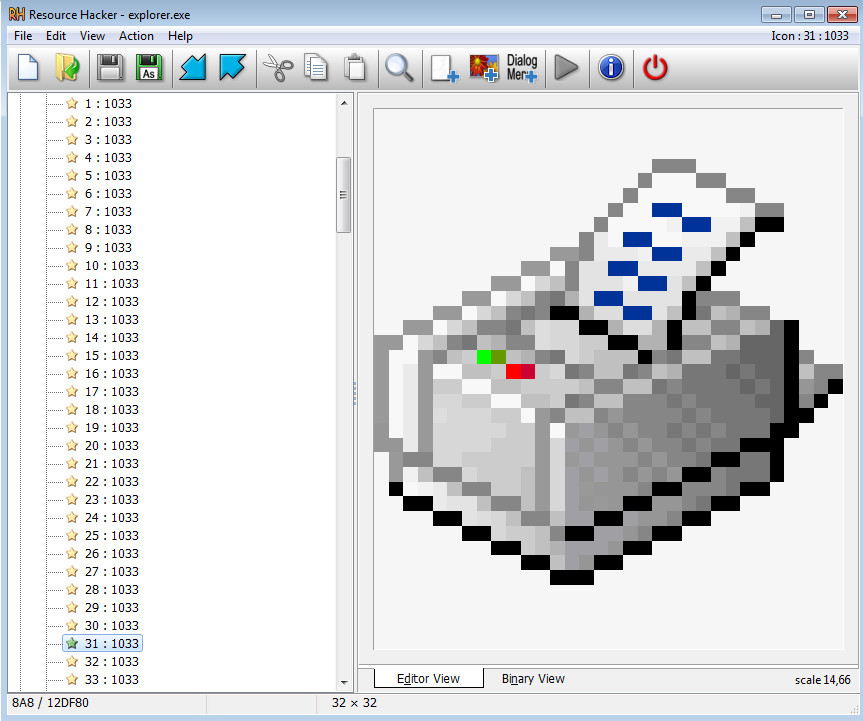 Resource Hacker - explorer.exe
File Edit View Action Help Icon : 31 : 1033
As Dialog
Menu
1 : 1033
2 : 1033
3 : 1033
4 : 1033
5 : 1033
6 : 1033
7 : 1033
8 : 1033
9 : 1033
10 : 1033
11 : 1033
12 : 1033
13 : 1033
14 : 1033
15 : 1033
16 : 1033
17 : 1033
18 : 1033
19 : 1033
20 : 1033
21 : 1033
22 : 1033
23 : 1033
24 : 1033
25 : 1033
26 : 1033
27 : 1033
28 : 1033
29 : 1033
30 : 1033
31 : 1033
32 : 1033
33 : 1033
Editor View Binary View scale 14,66
8A8 / 12DF80 32 × 32